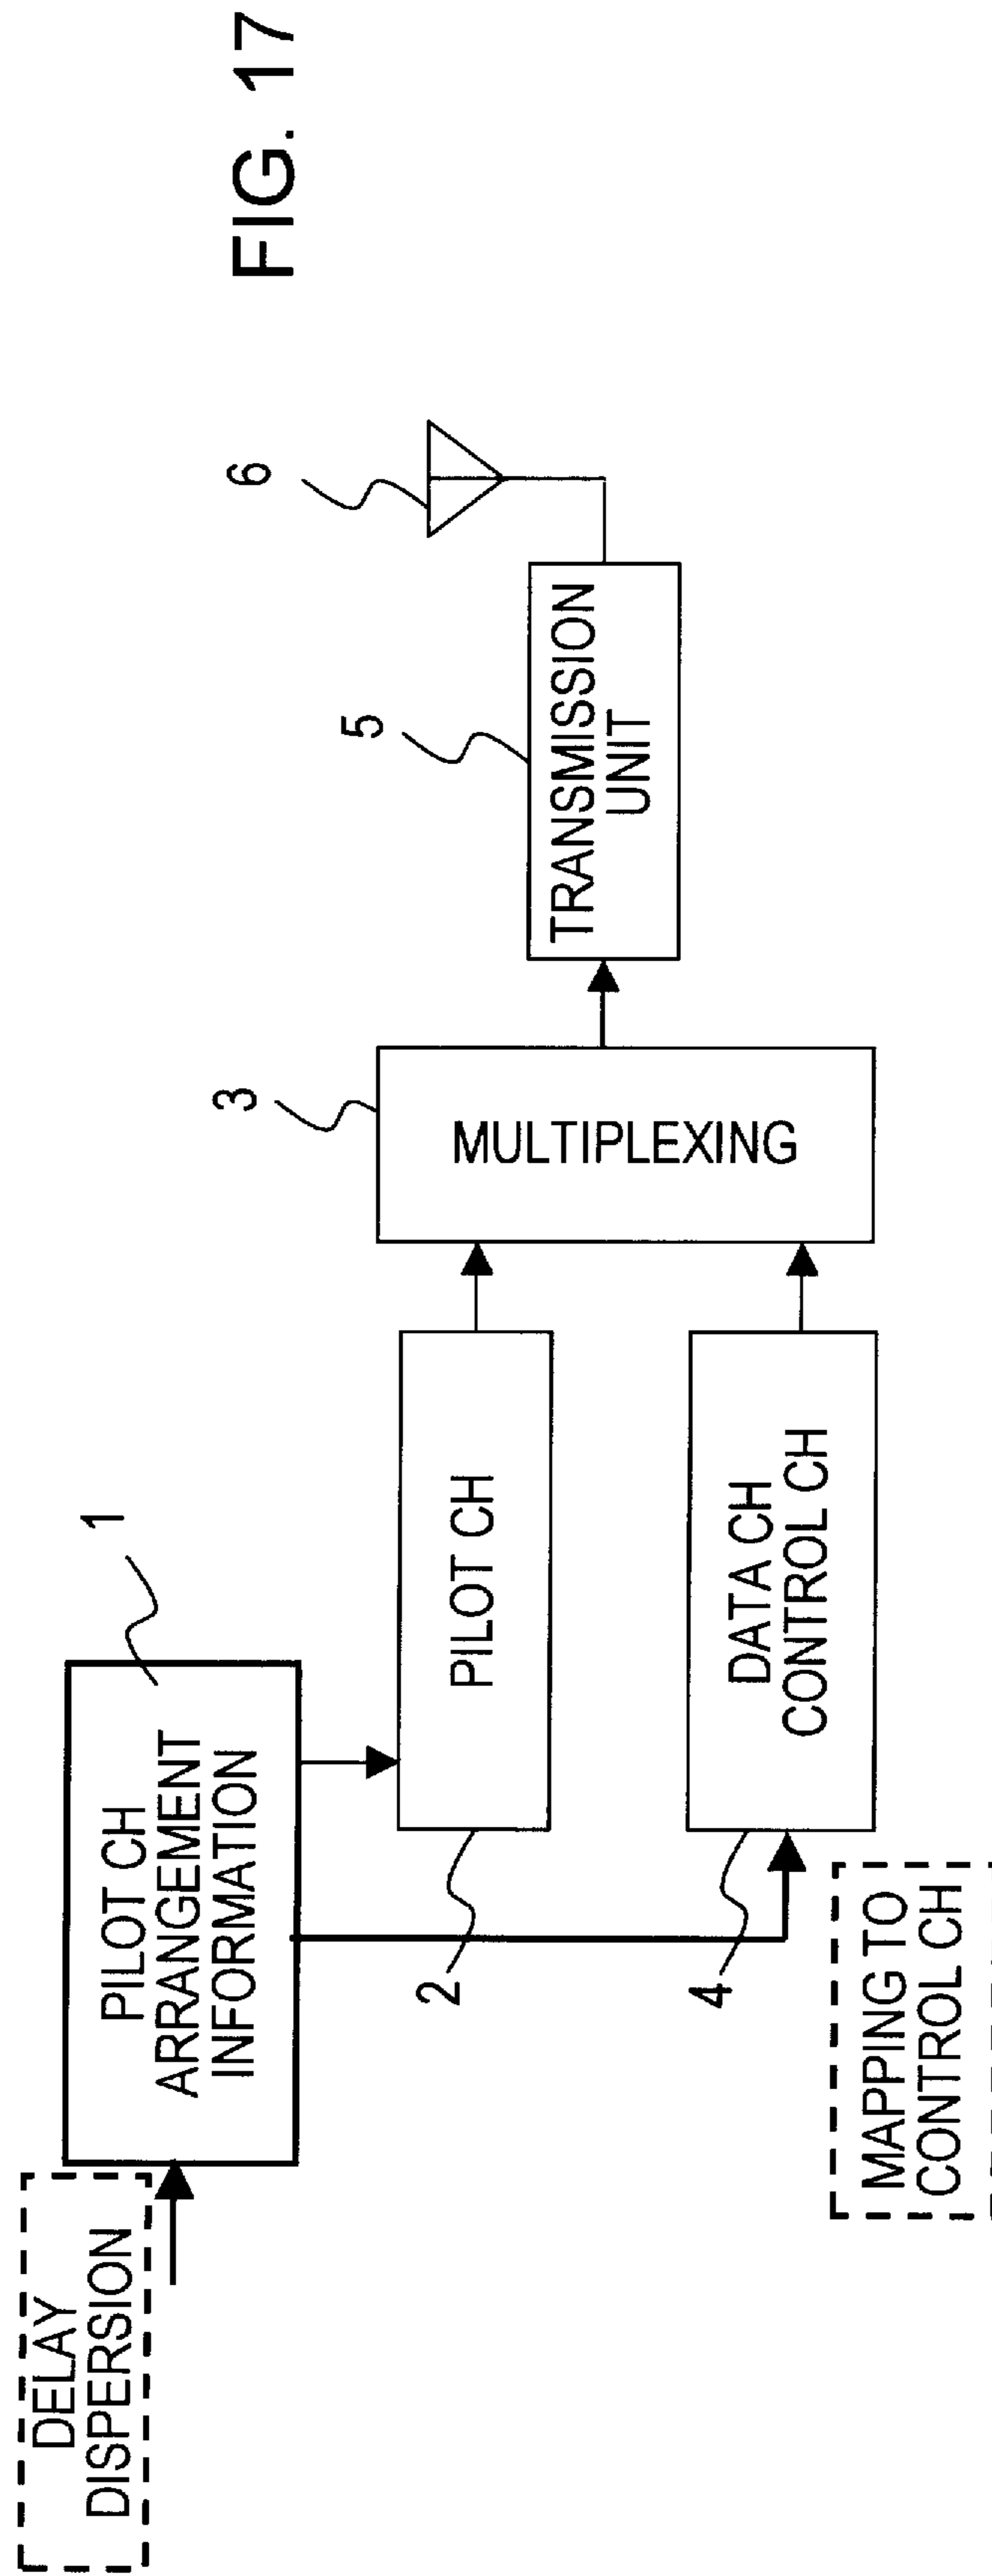 FIG. 17
DELAY
DISPERSION
PILOT CH
ARRANGEMENT
INFORMATION
1
PILOT CH
2
DATA CH
CONTROL CH
4
MAPPING TO
CONTROL CH
MULTIPLEXING
3
TRANSMISSION
UNIT
5
6